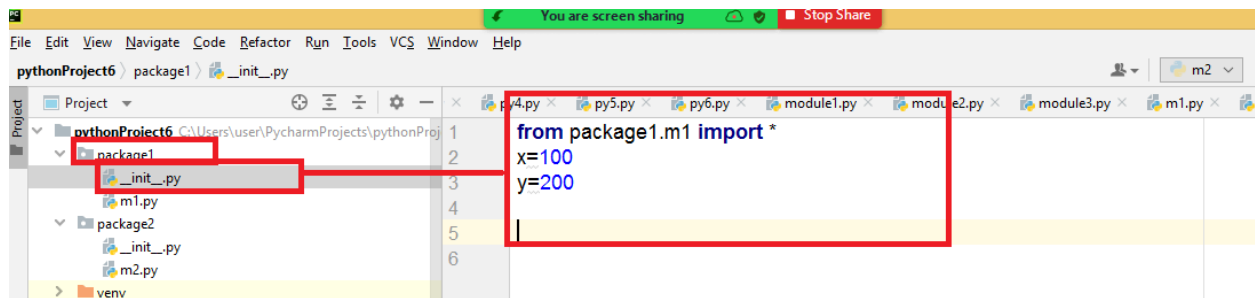 PC
You are screen sharing Stop Share
File Edit View Navigate Code Refactor Run Tools VCS Window Help
pythonProject6 package1 __init__.py m2
Project py4.py py5.py py6.py module1.py module2.py module3.py m1.py
Project
pythonProject6 C:\Users\user\PycharmProjects\pythonProj
package1
__init__.py
m1.py
package2
__init__.py
m2.py
venv
1 from package1.m1 import *
2 x=100
3 y=200
4
5
6